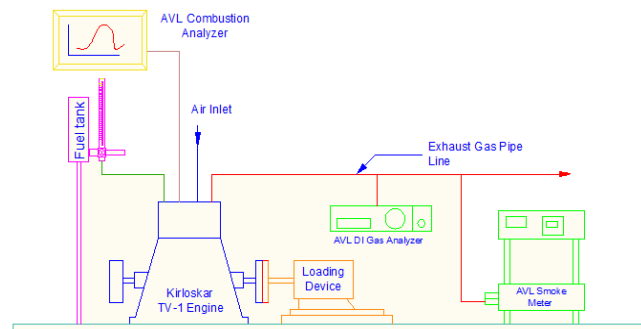 AVL Combustion
Analyzer
Fuel tank
Air Inlet
Exhaust Gas Pipe
Line
AVL DI Gas Analyzer
Kirloskar
TV-1 Engine
Loading
Device
AVL Smoke
Meter